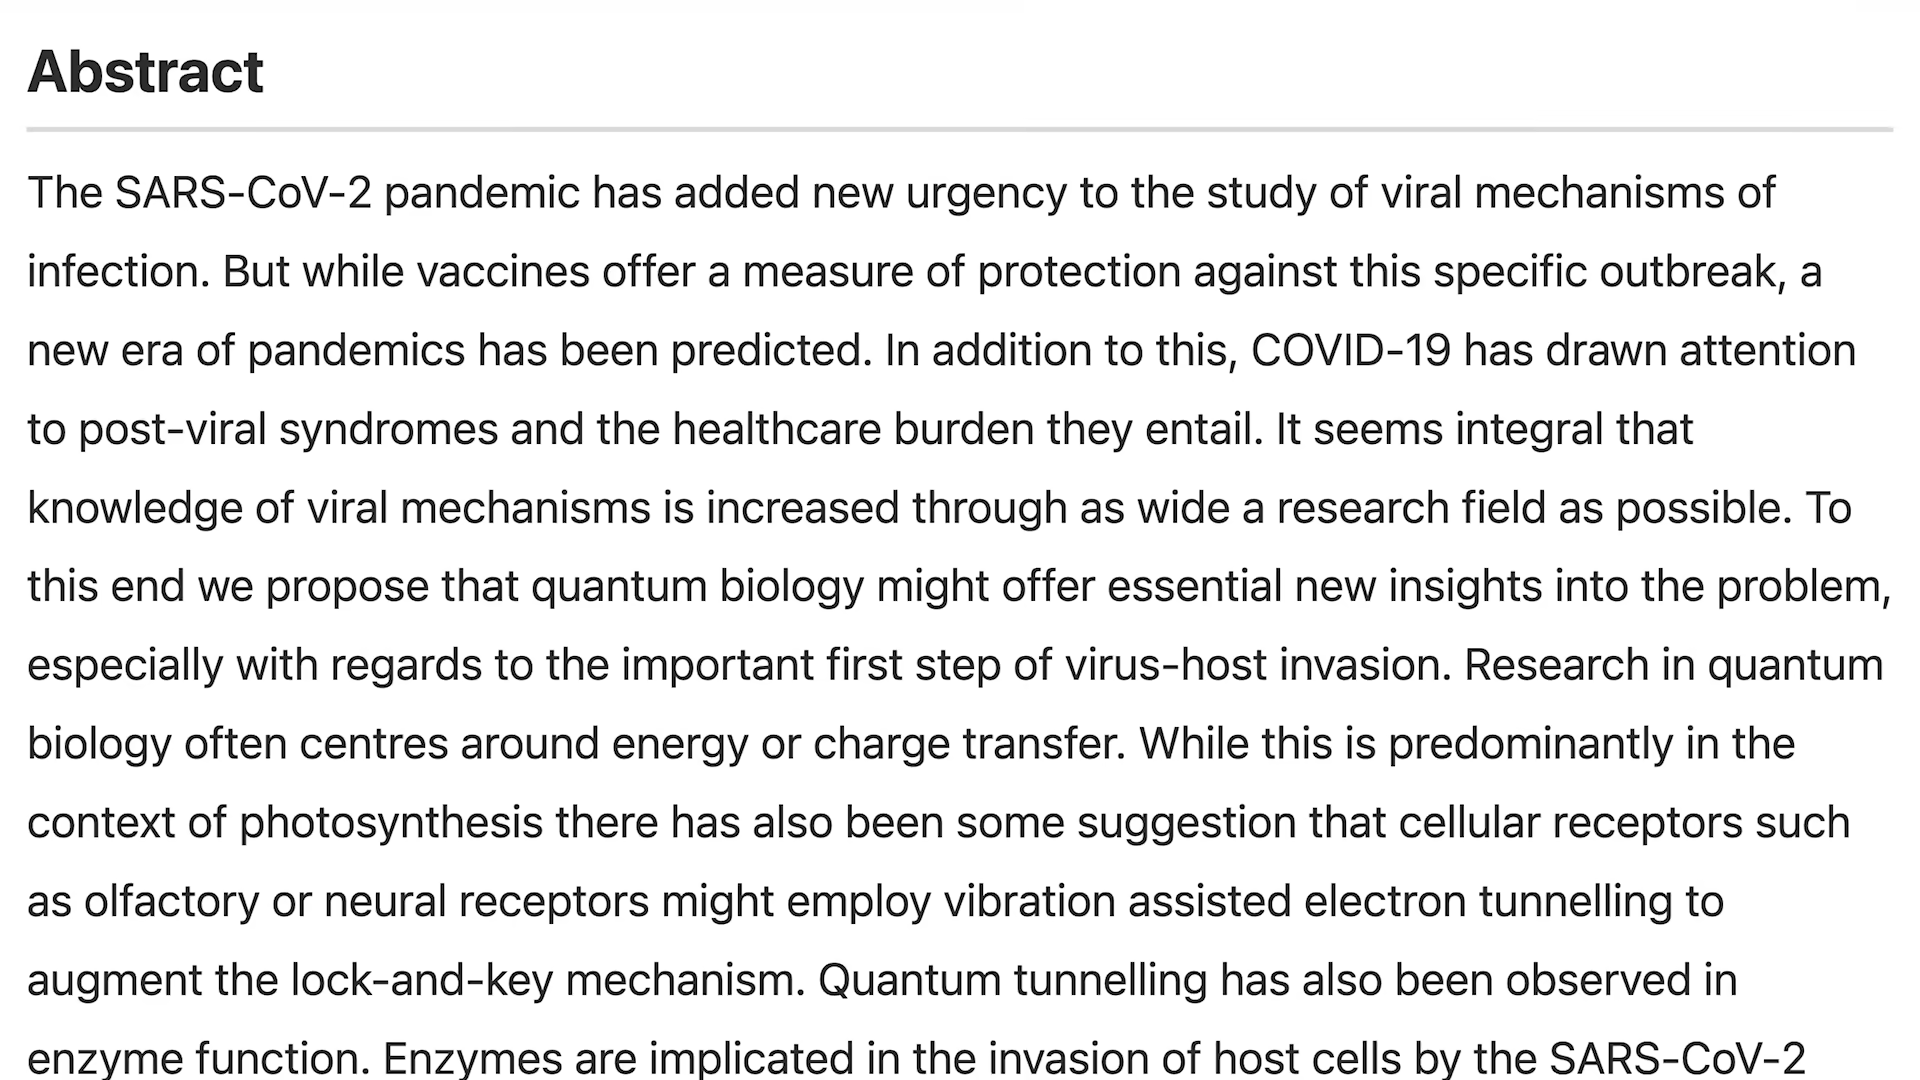 Abstract
The SARS-CoV-2 pandemic has added new urgency to the study of viral mechanisms of
infection. But while vaccines offer a measure of protection against this specific outbreak, a
new era of pandemics has been predicted. In addition to this, COVID-19 has drawn attention
to post-viral syndromes and the healthcare burden they entail. It seems integral that
knowledge of viral mechanisms is increased through as wide a research field as possible. To
this end we propose that quantum biology might offer essential new insights into the problem,
especially with regards to the important first step of virus-host invasion. Research in quantum
biology often centres around energy or charge transfer. While this is predominantly in the
context of photosynthesis there has also been some suggestion that cellular receptors such
as olfactory or neural receptors might employ vibration assisted electron tunnelling to
augment the lock-and-key mechanism. Quantum tunnelling has also been observed in
enzyme function. Enzymes are implicated in the invasion of host cells by the SARS-CoV-2